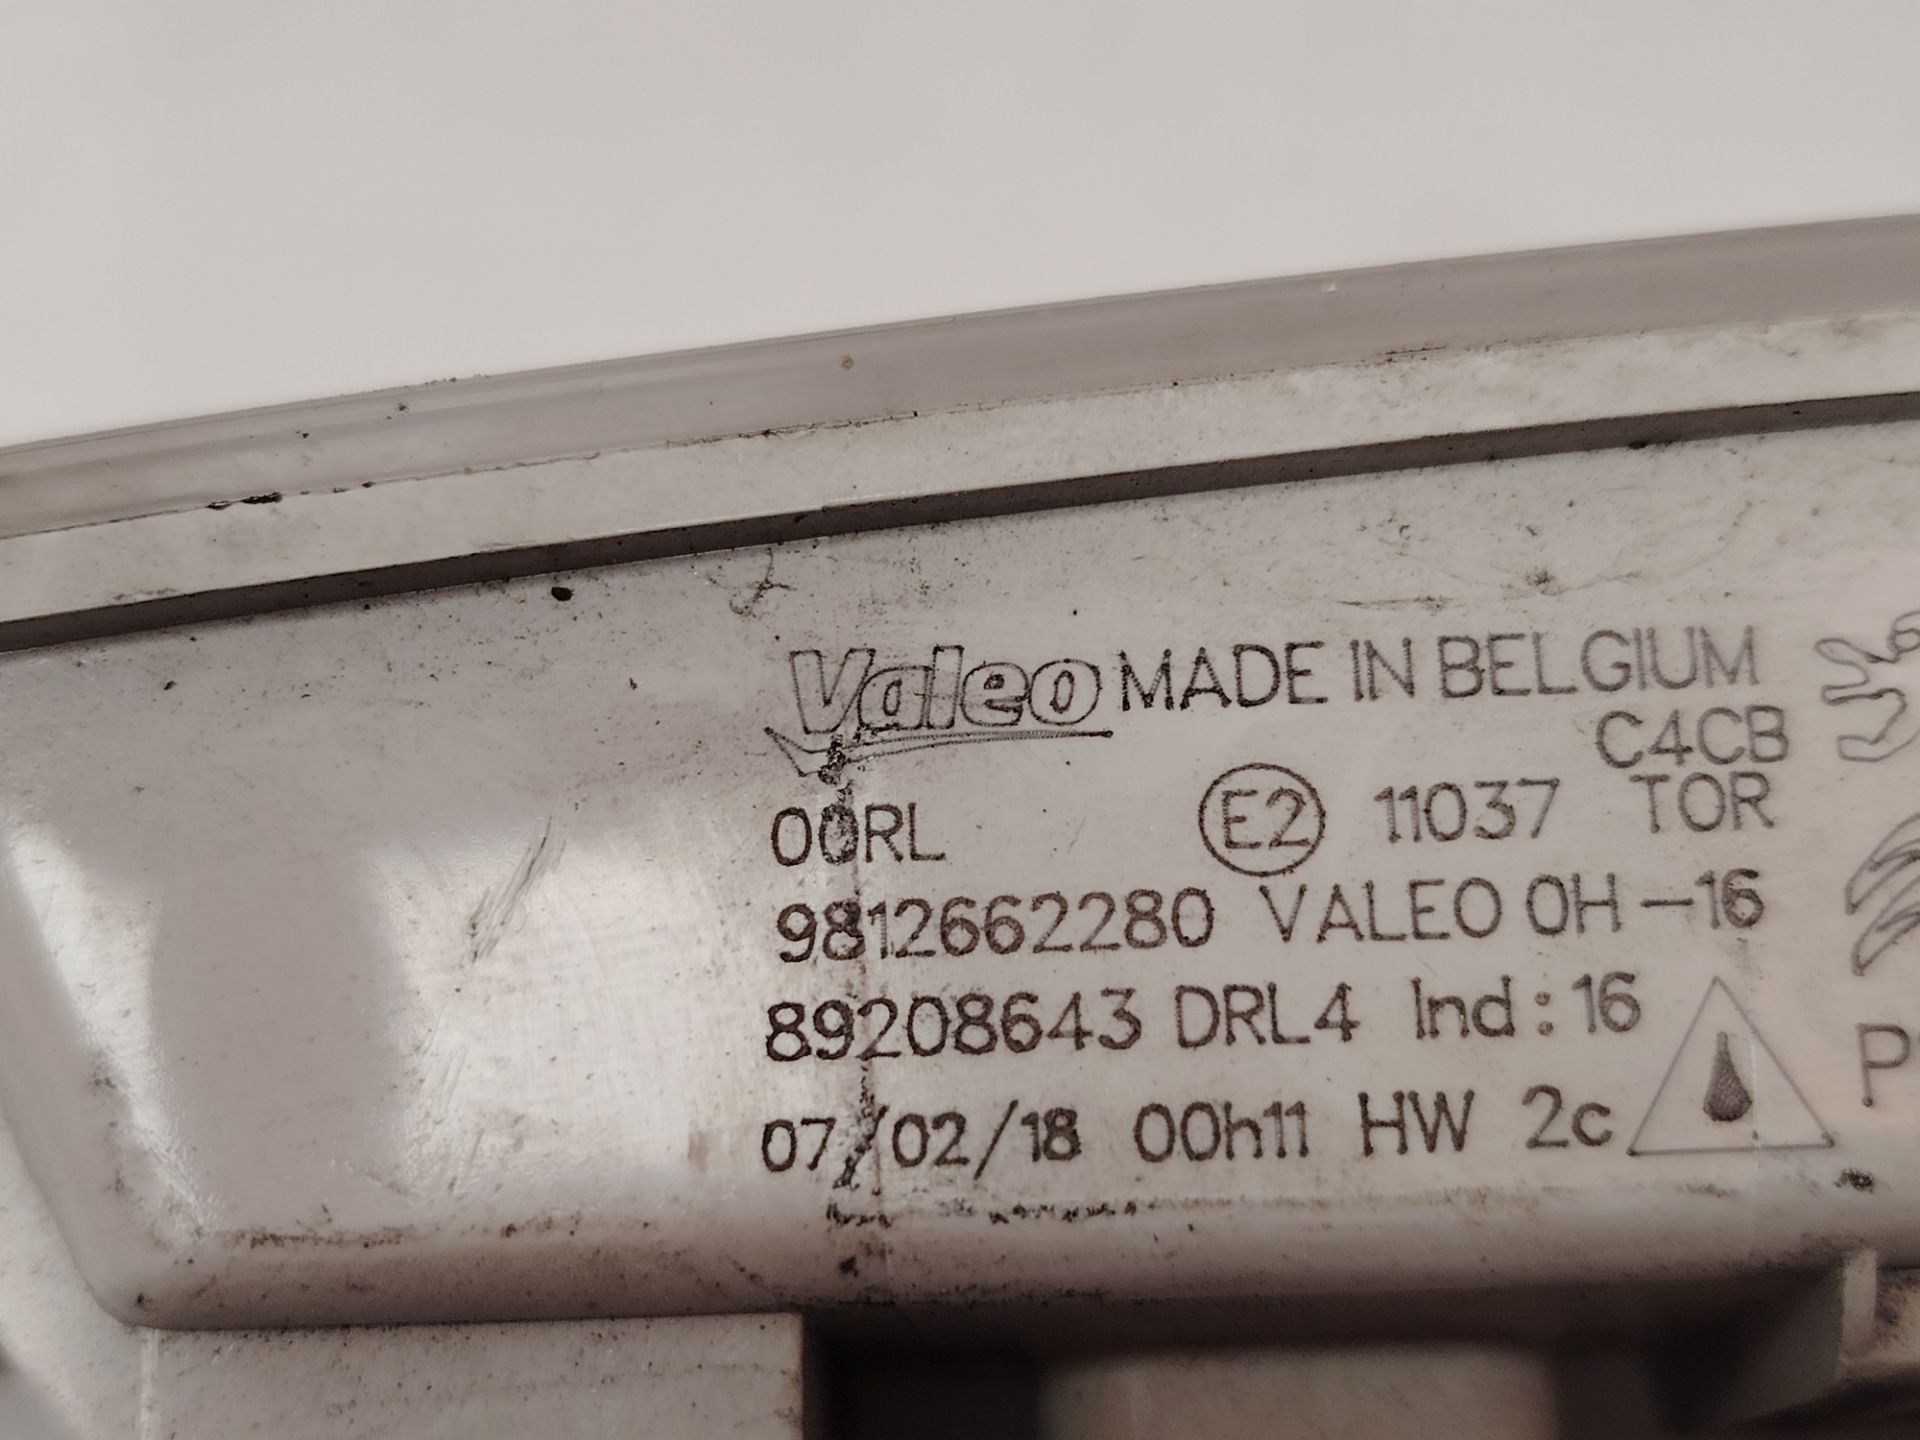 Valeo MADE IN BELGIUM
C4CB
00RL E2 11037 TOR
9812662280 VALEO OH-16
89208643 DRL4 Ind:16
07/02/18 00h11 HW 2c